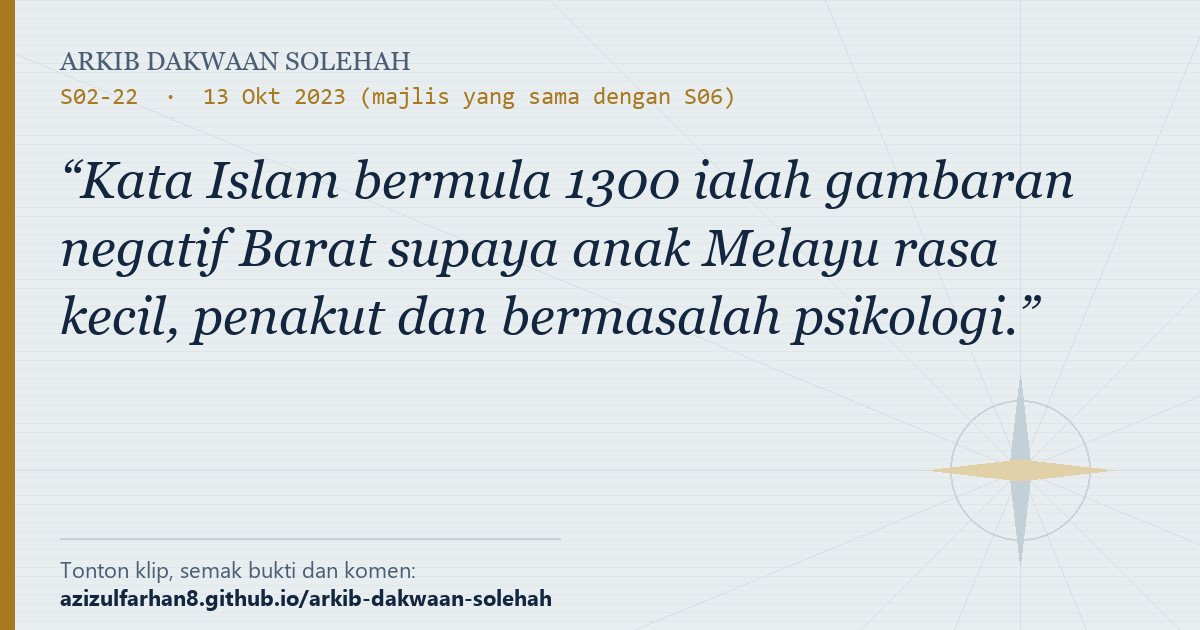 ARKIB DAKWAAN SOLEHAH
S02-22 · 13 Okt 2023 (majlis yang sama dengan S06)
“Kata Islam bermula 1300 ialah gambaran
negatif Barat supaya anak Melayu rasa
kecil, penakut dan bermasalah psikologi.”
Tonton klip, semak bukti dan komen:
azizulfarhan8.github.io/arkib-dakwaan-solehah